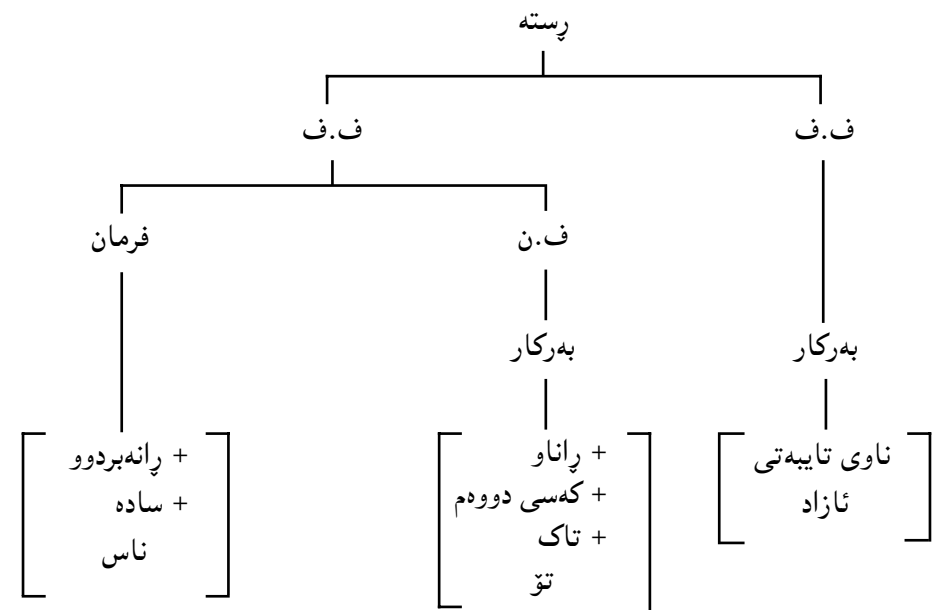 ڕستە
ف.ف
ف.ف
ف.ن
فرمان
بەرکار
بەرکار
ناوی تایبەتی
ئازاد
+ ڕاناو
+ کەسی دووەم
+ تاک
تۆ
+ ڕانەبردوو
+ سادە
ناس